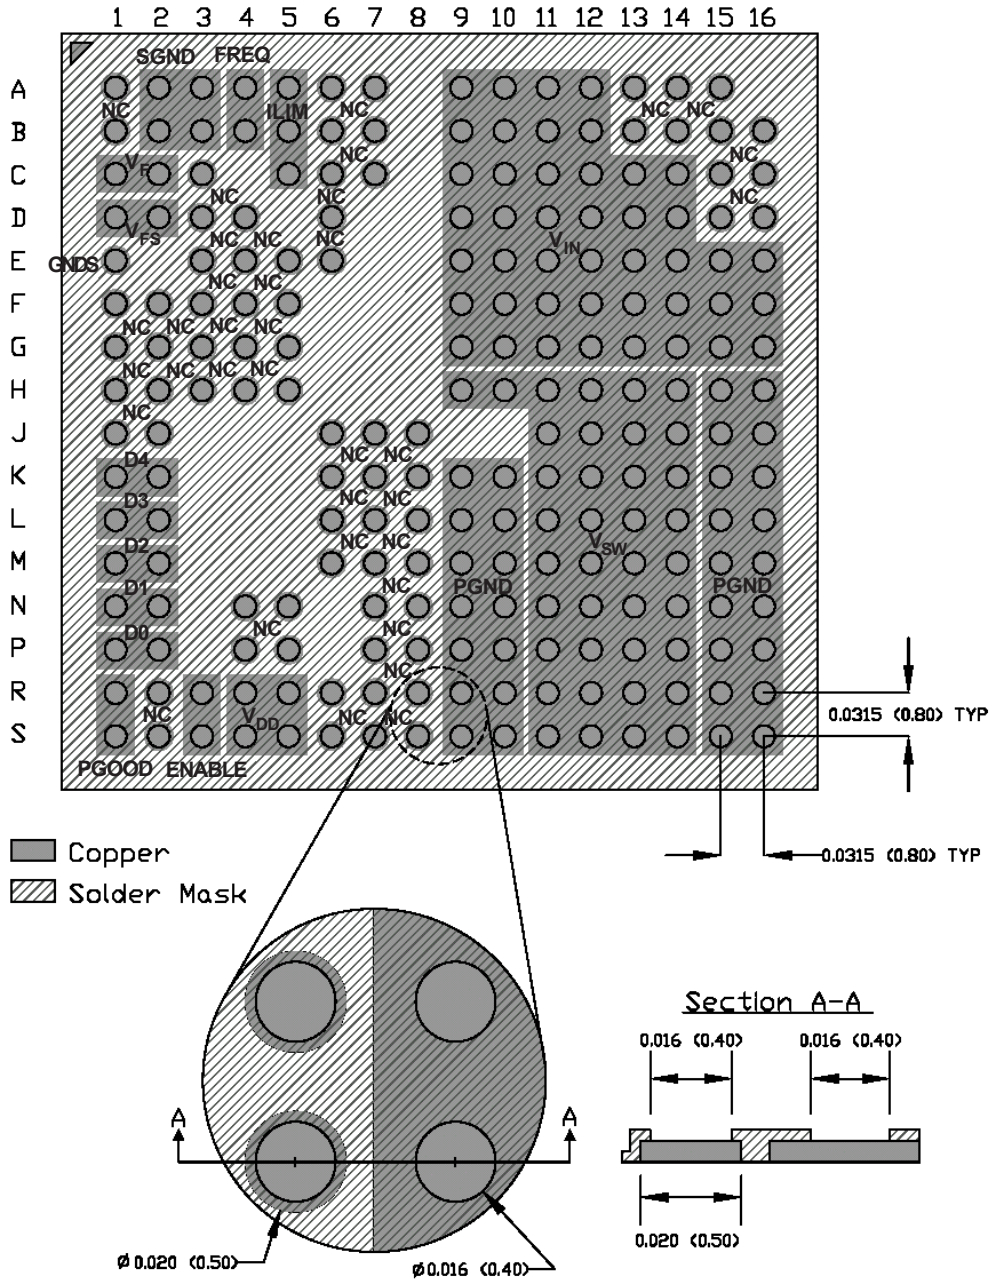 1 2 3 4 5 6 7 8 9 10 11 12 13 14 15 16
SGND FREQ
A
NC ILIM NC NC NC
B
VF NC NC
C
NC NC NC
D
VFS NC NC NC VIN
E GNDS
NC NC
F
NC NC NC NC
G
NC NC NC NC
H
NC
J
D4 NC NC
K
D3 NC NC
L
D2 NC NC VSW
M
D1 NC PGND PGND
N
D0 NC NC
P
NC
R
NC VDD NC NC
S
0.0315 (0.80) TYP
PGOOD ENABLE
0.0315 (0.80) TYP
Copper
Solder Mask
Section A-A
0.016 (0.40) 0.016 (0.40)
A A
0.020 (0.50)
Ø0.020 (0.50)
Ø0.016 (0.40)